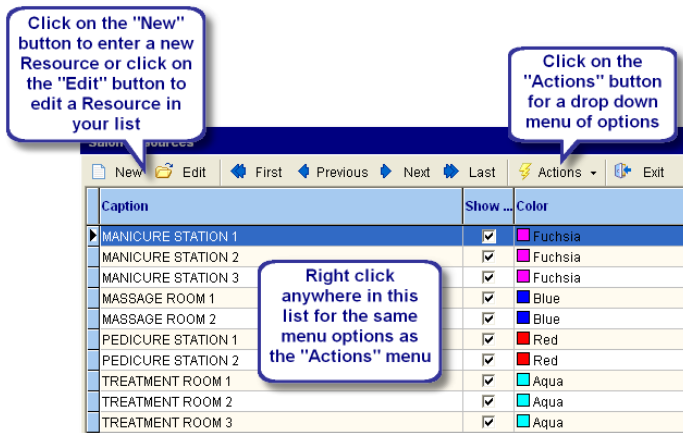 Click on the "New"
button to enter a new
Resource or click on
the "Edit" button to
edit a Resource in
your list
Click on the
"Actions" button
for a drop down
menu of options
Salon Resources
New Edit First Previous Next Last Actions Exit
Caption Show ... Color
MANICURE STATION 1 Fuchsia
MANICURE STATION 2 Fuchsia
MANICURE STATION 3 Fuchsia
MASSAGE ROOM 1 Blue
MASSAGE ROOM 2 Blue
PEDICURE STATION 1 Red
PEDICURE STATION 2 Red
TREATMENT ROOM 1 Aqua
TREATMENT ROOM 2 Aqua
TREATMENT ROOM 3 Aqua
Right click
anywhere in this
list for the same
menu options as
the "Actions" menu